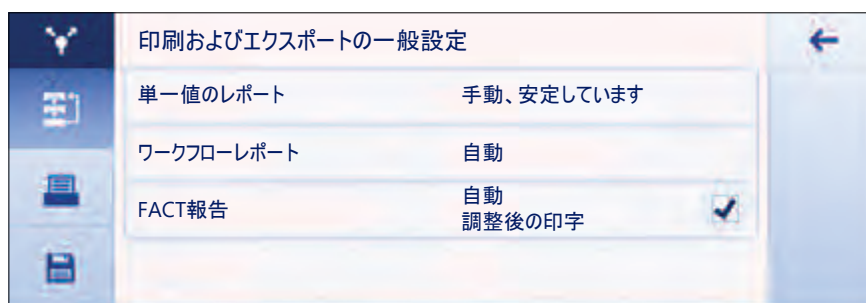 印刷およびエクスポートの一般設定
単一値のレポート 手動、安定しています
ワークフローレポート 自動
FACT報告 自動
調整後の印字